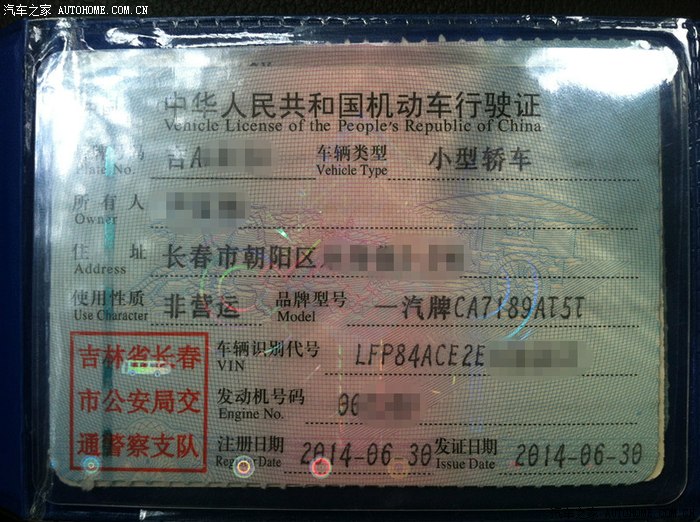 汽车之家 AUTOHOME.COM.CN
中华人民共和国机动车行驶证
Vehicle License of the People's Republic of China
号牌号码 吉A 车辆类型 小型轿车
Plate No. Vehicle Type
所有人
Owner
住址 长春市朝阳区
Address
使用性质 非营运 品牌型号 一汽牌CA7189AT5T
Use Character Model
吉林省长春 车辆识别代号 LFP84ACE2E
VIN
市公安局交 发动机号码 06
Engine No.
通警察支队 注册日期 2014-06-30 发证日期 2014-06-30
Register Date Issue Date